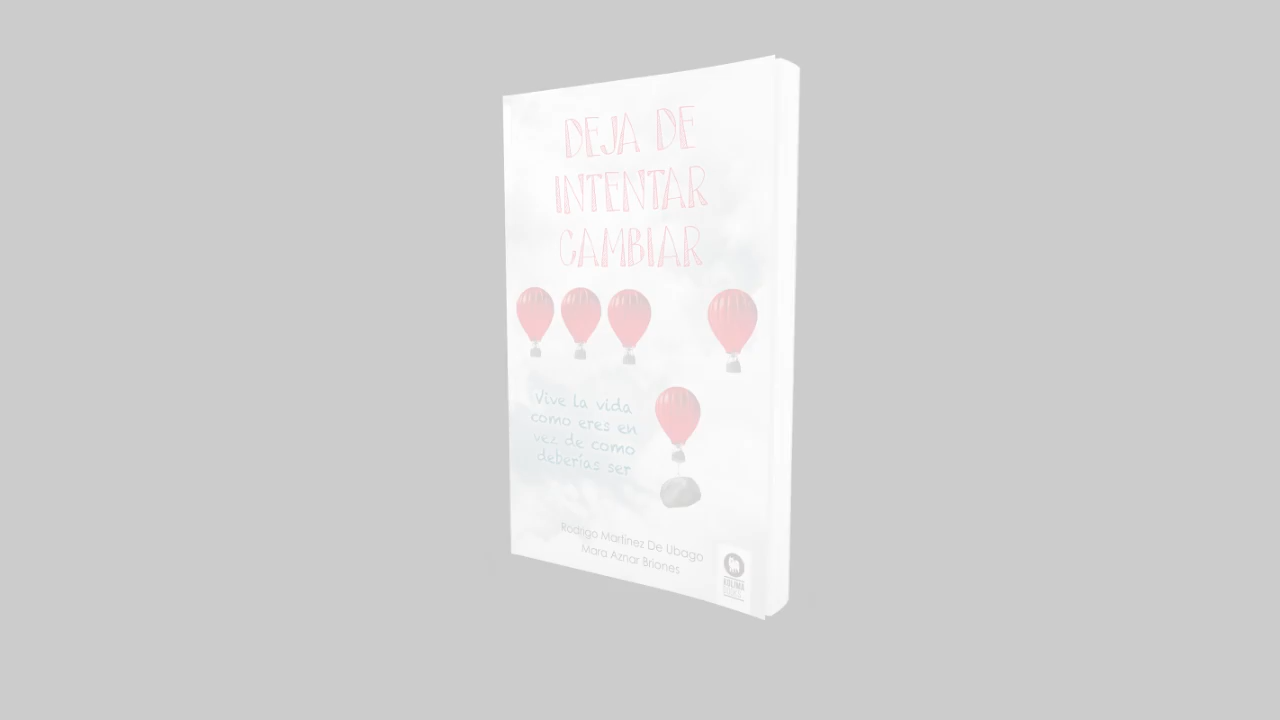 DEJA DE
INTENTAR
CAMBIAR
Vive la vida
como eres en
vez de como
deberías ser
Rodrigo Martínez De Ubago
Mara Aznar Briones
KOLIMA